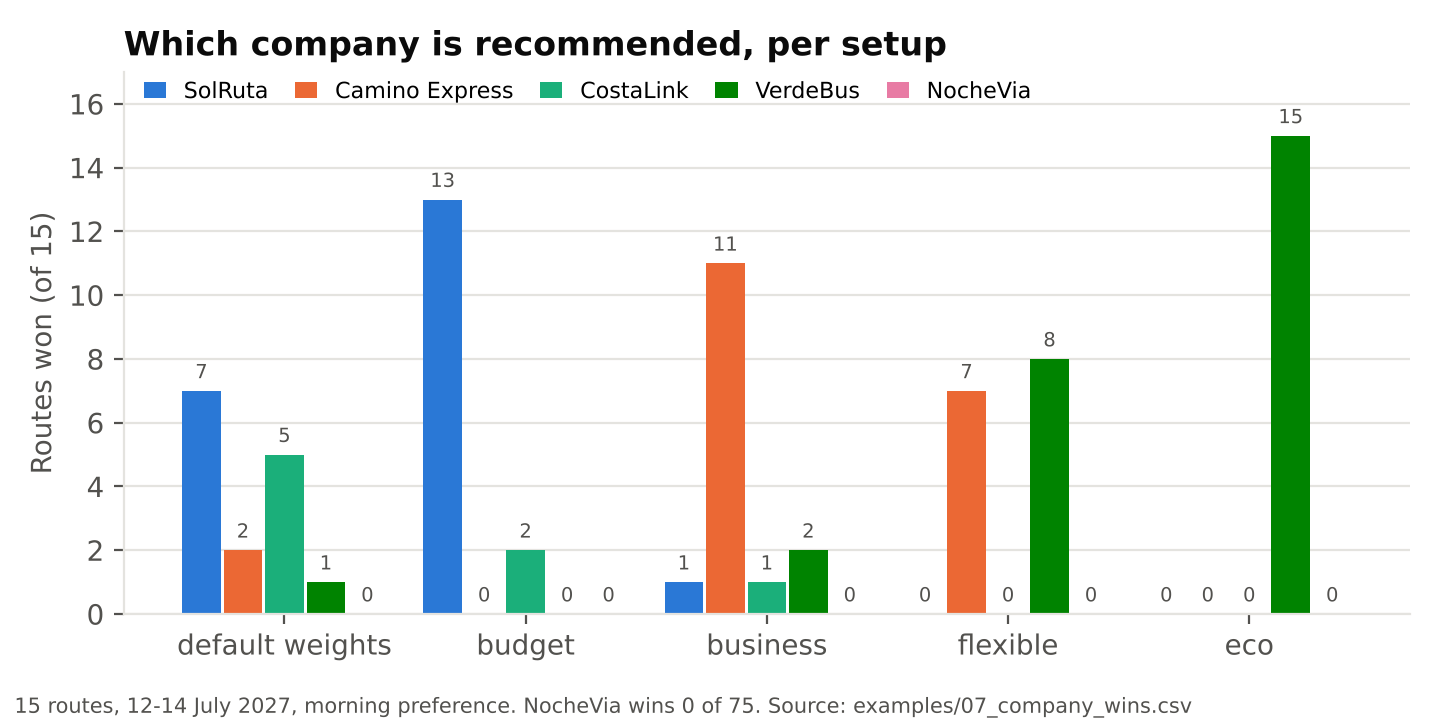 Which company is recommended, per setup
SolRuta Camino Express CostaLink VerdeBus NocheVia
Routes won (of 15)
16
14
12
10
8
6
4
2
0
7 2 5 1 0
13 0 2 0 0
1 11 1 2 0
0 7 0 8 0
0 0 0 15 0
default weights budget business flexible eco
15 routes, 12-14 July 2027, morning preference. NocheVia wins 0 of 75. Source: examples/07_company_wins.csv